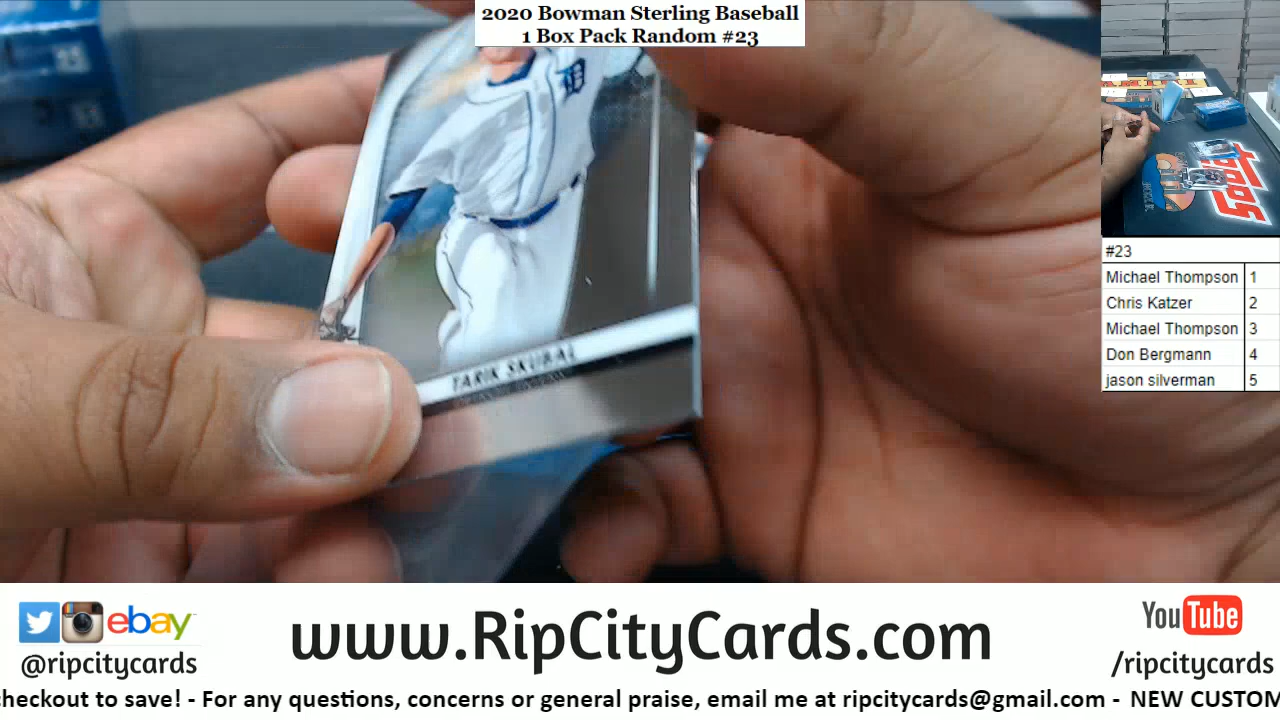 2020 Bowman Sterling Baseball
1 Box Pack Random #23
D
TARIK SKUBAL
Topps
#23
Michael Thompson 1
Chris Katzer 2
Michael Thompson 3
Don Bergmann 4
jason silverman 5
ebay
@ripcitycards
www.RipCityCards.com
YouTube
/ripcitycards
checkout to save! - For any questions, concerns or general praise, email me at ripcitycards@gmail.com - NEW CUSTOM